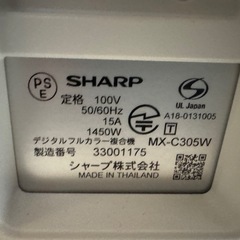 PS
E
SHARP
UL Japan
定格 100V
50/60Hz
15A
1450W
A18-0131005
T
デジタルフルカラー複合機 MX-C305W
製造番号 33001175
シャープ株式会社
MADE IN THAILAND